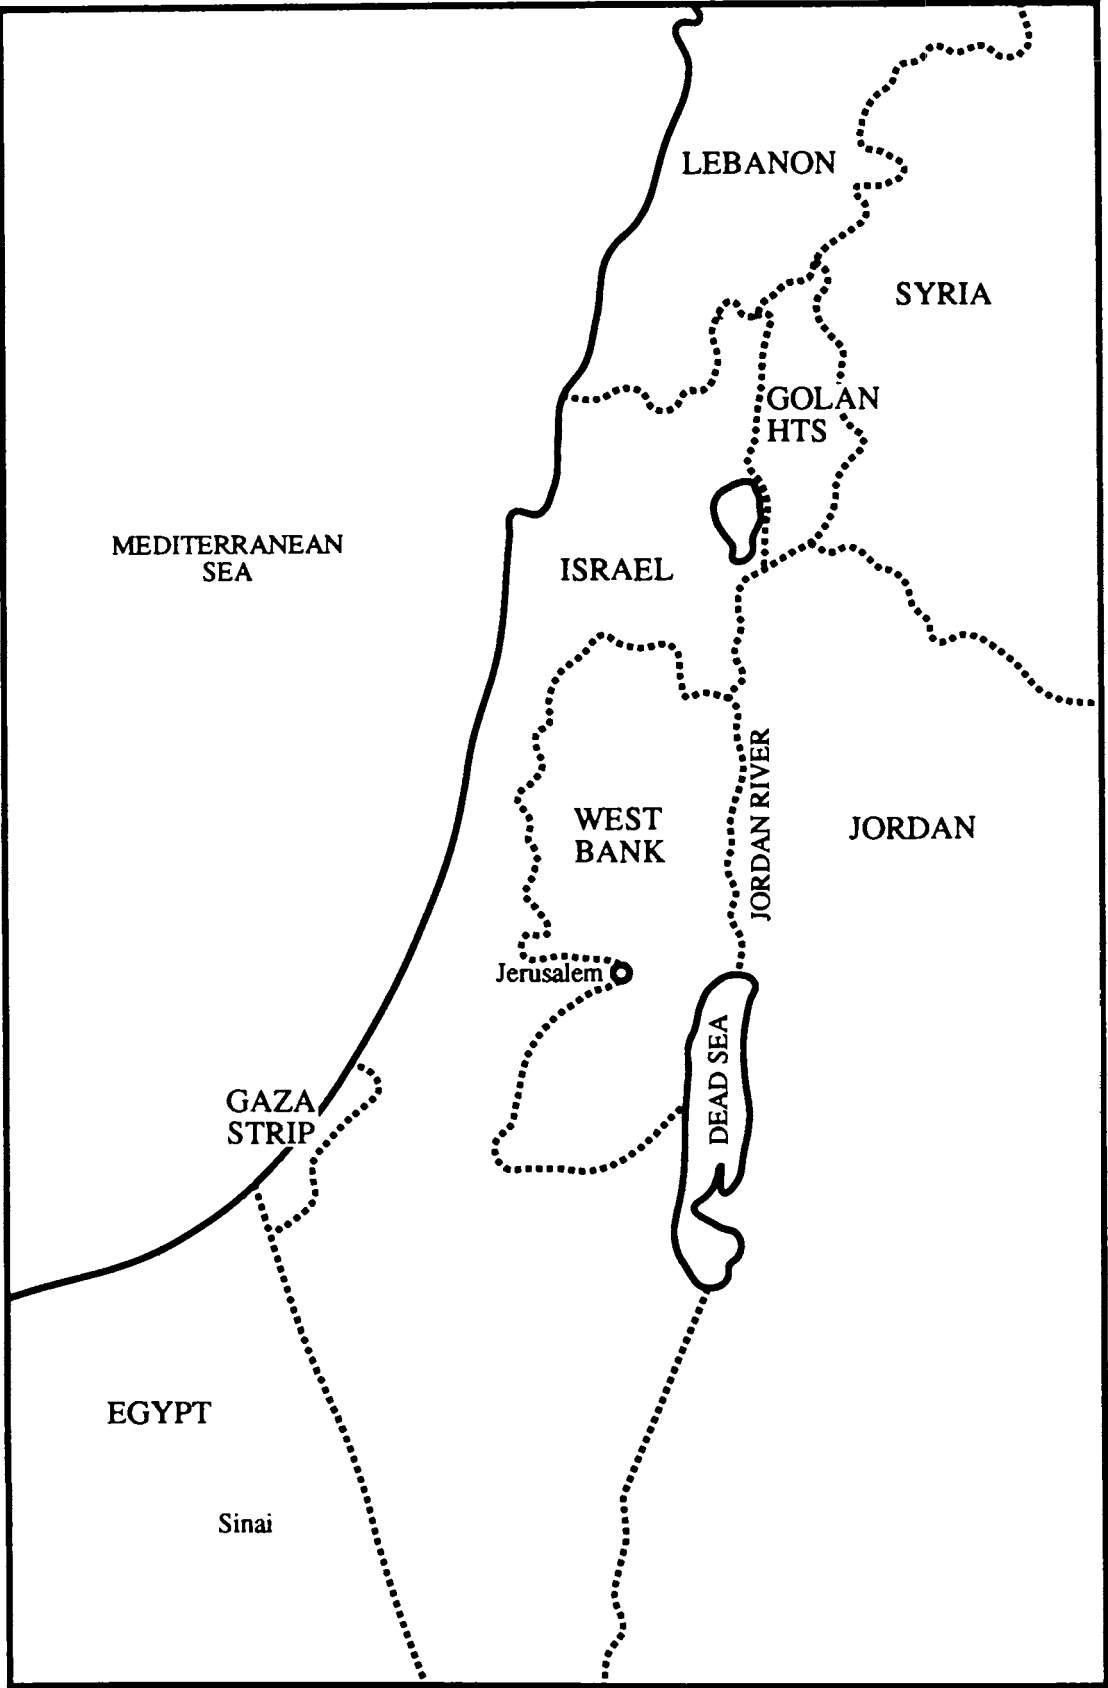 LEBANON
SYRIA
GOLAN
HTS
MEDITERRANEAN
SEA
ISRAEL
JORDAN RIVER
WEST
BANK
JORDAN
Jerusalem
DEAD SEA
GAZA
STRIP
EGYPT
Sinai